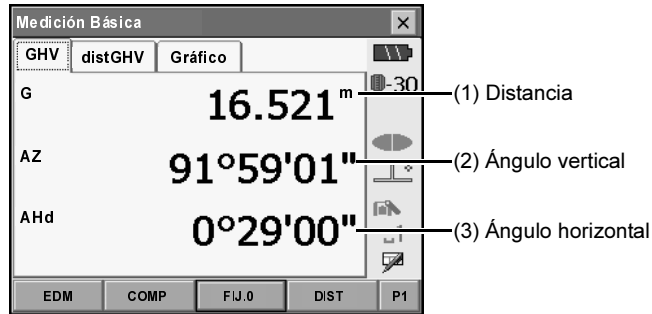 Medición Básica
GHV distGHV Gráfico
-30
G 16.521 m (1) Distancia
AZ 91°59'01" (2) Ángulo vertical
AHd 0°29'00" (3) Ángulo horizontal
EDM COMP FIJ.0 DIST P1